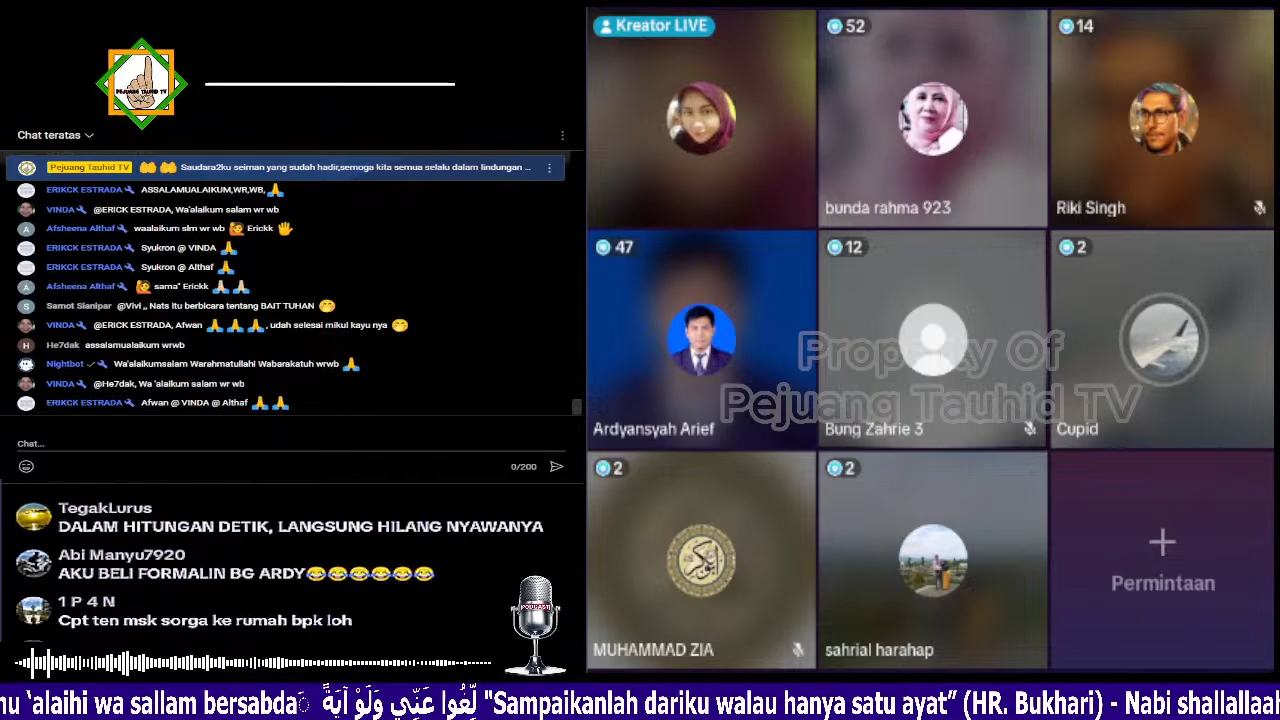 PEJUANG TAUHID TV
Chat teratas
Pejuang Tauhid TV Saudara2ku seiman yang sudah hadir,semoga kita semua selalu dalam lindungan ...
ERIKCK ESTRADA ASSALAMUALAIKUM,WR,WB, 🙏
VINDA @ERICK ESTRADA, Wa'alaikum salam wr wb
A Afsheena Althaf waalaikum slm wr wb 🙋 Erickk 🖐
ERIKCK ESTRADA Syukron @ VINDA 🙏
ERIKCK ESTRADA Syukron @ Althaf 🙏
A Afsheena Althaf 🙋 sama" Erickk 🙏🙏
S Samot Sianipar @Vivi ,, Nats Itu berbicara tentang BAIT TUHAN 🤭
VINDA @ERICK ESTRADA, Afwan 🙏🙏🙏, udah selesai mikul kayu nya 🤭
H He7dak assalamualaikum wrwb
Nightbot Wa'alaikumsalam Warahmatullahi Wabarakatuh wrwb 🙏
VINDA @He7dak, Wa 'alaikum salam wr wb
ERIKCK ESTRADA Afwan @ VINDA @ Althaf 🙏🙏
Chat...
0/200
TegakLurus
DALAM HITUNGAN DETIK, LANGSUNG HILANG NYAWANYA
Abi Manyu7920
AKU BELI FORMALIN BG ARDY😂😂😂😂😂😂
1 P 4 N
Cpt ten msk sorga ke rumah bpk loh
PODCAST
Kreator LIVE
52
bunda rahma 923
14
Riki Singh
47
Ardyansyah Arief
12
Bung Zahrie 3
2
Cupid
Property Of
Pejuang Tauhid TV
2
MUHAMMAD ZIA
2
sahrial harahap
+
Permintaan
nu 'alaihi wa sallam bersabda َ لِّغُوا عَنِّي وَلَوْ آيَةً "Sampaikanlah dariku walau hanya satu ayat” (HR. Bukhari) - Nabi shallallaah